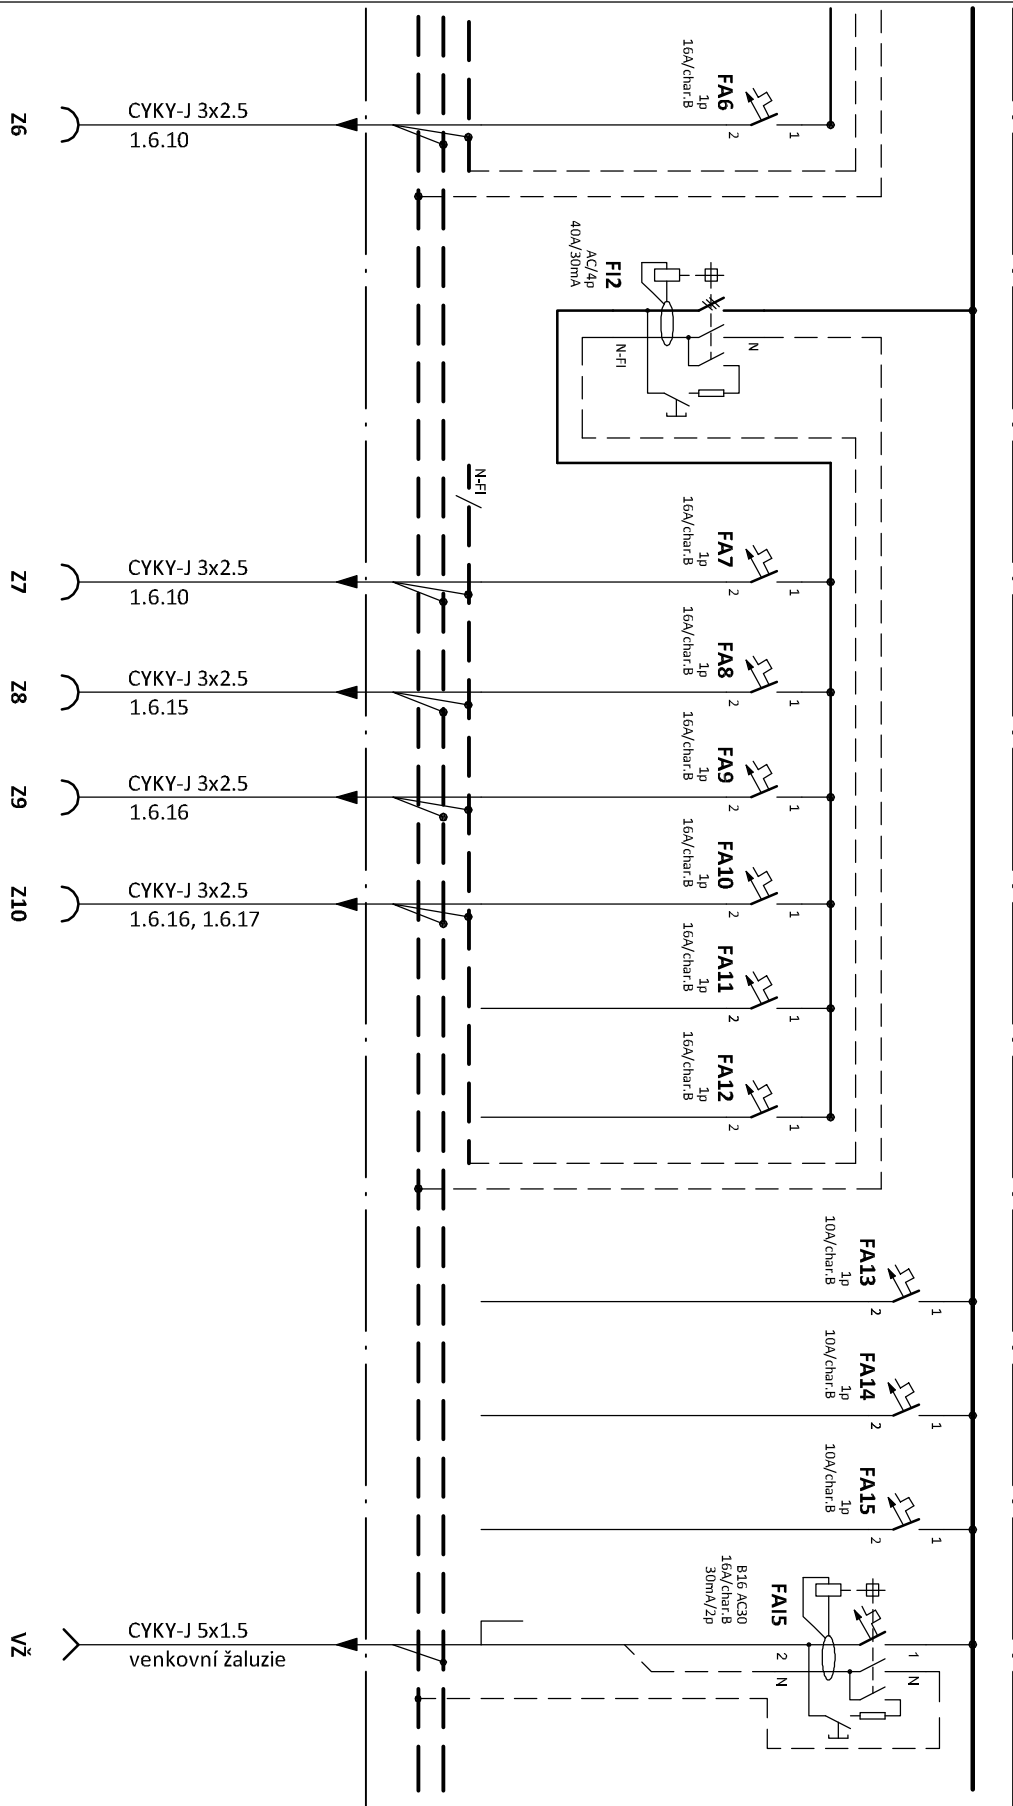 FA6
1p
16A/char.B
1
2
CYKY-J 3x2.5
1.6.10
Z6
FI2
AC/4p
40A/30mA
N
N-FI
N-FI
FA7
1p
16A/char.B
1
2
CYKY-J 3x2.5
1.6.10
Z7
FA8
1p
16A/char.B
1
2
CYKY-J 3x2.5
1.6.15
Z8
FA9
1p
16A/char.B
1
2
CYKY-J 3x2.5
1.6.16
Z9
FA10
1p
16A/char.B
1
2
CYKY-J 3x2.5
1.6.16, 1.6.17
Z10
FA11
1p
16A/char.B
1
2
FA12
1p
16A/char.B
1
2
FA13
1p
10A/char.B
1
2
FA14
1p
10A/char.B
1
2
FA15
1p
10A/char.B
1
2
FAI5
B16 AC30
16A/char.B
30mA/2p
1
N
2
N
CYKY-J 5x1.5
venkovní žaluzie
VŽ